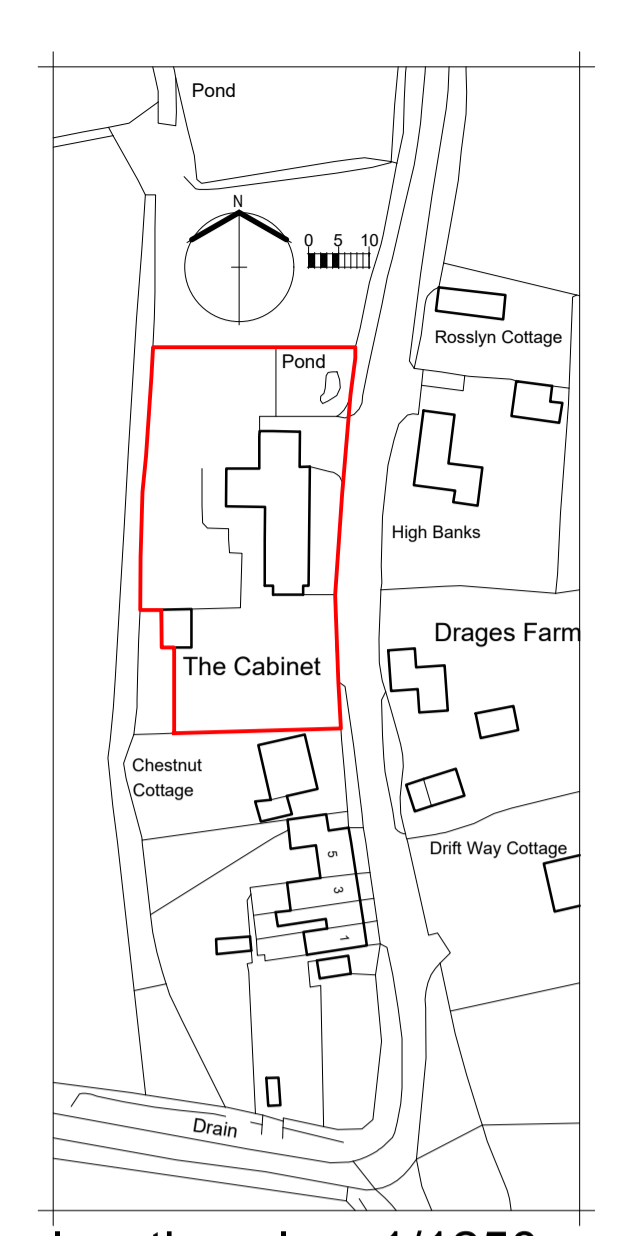 Pond
N
0 5 10
Rosslyn Cottage
Pond
High Banks
Drages Farm
The Cabinet
Chestnut
Cottage
Drift Way Cottage
5
3
1
Drain